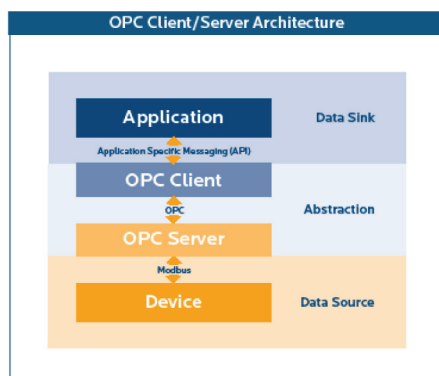 OPC Client/Server Architecture
Application
Data Sink
Application Specific Messaging (API)
OPC Client
OPC
Abstraction
OPC Server
Modbus
Device
Data Source